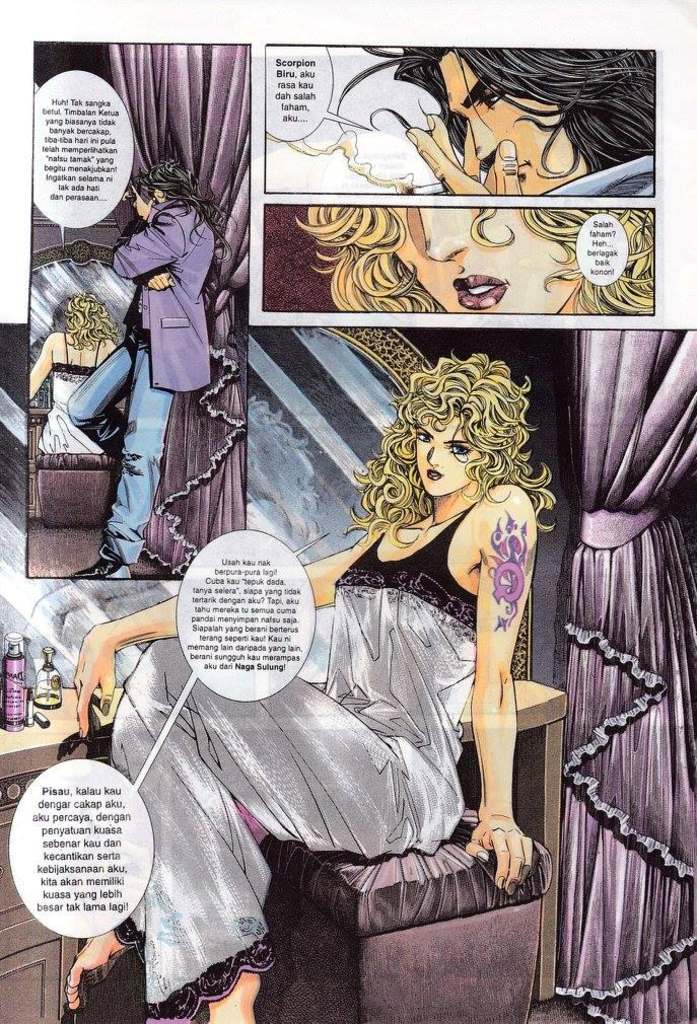 Huh! Tak sangka
betul. Timbalan Ketua
yang biasanya tidak
banyak bercakap,
tiba-tiba hari ini pula
telah memperlihatkan
"nafsu tamak" yang
begitu menakjubkan!
Ingatkan selama ni
tak ada hati
dan perasaan....
Scorpion
Biru, aku
rasa kau
dah salah
faham,
aku....
Salah
faham?
Heh...
berlagak
baik
konon!
Usah kau nak
berpura-pura lagi!
Cuba kau "tepuk dada,
tanya selera", siapa yang tidak
tertarik dengan aku? Tapi, aku
tahu mereka tu semua cuma
pandai menyimpan nafsu saja.
Siapalah yang berani berterus
terang seperti kau! Kau ni
memang lain daripada yang lain,
berani sungguh kau merampas
aku dari Naga Sulung!
Pisau, kalau kau
dengar cakap aku,
aku percaya, dengan
penyatuan kuasa
sebenar kau dan
kecantikan serta
kebijaksanaan aku,
kita akan memiliki
kuasa yang lebih
besar tak lama lagi!